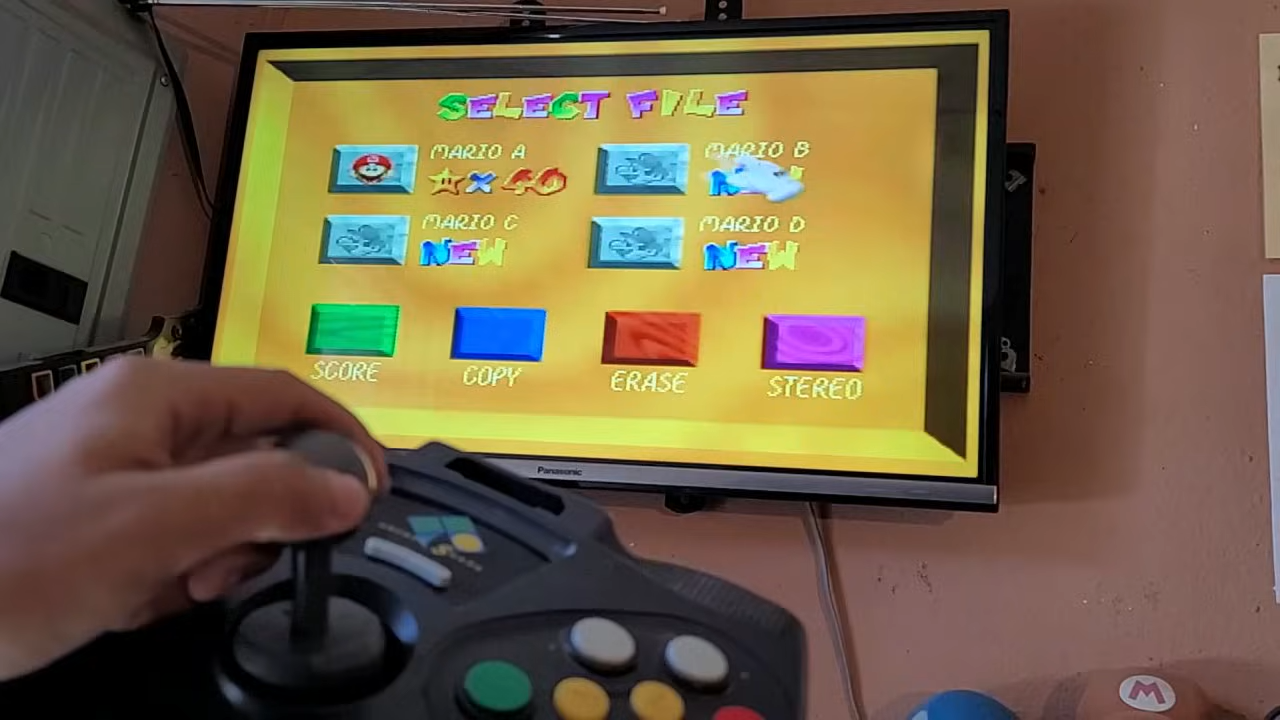 SELECT FILE
MARIO A
MARIO B
×40
MARIO C
MARIO D
NEW
NEW
SCORE
COPY
ERASE
STEREO
Panasonic
M